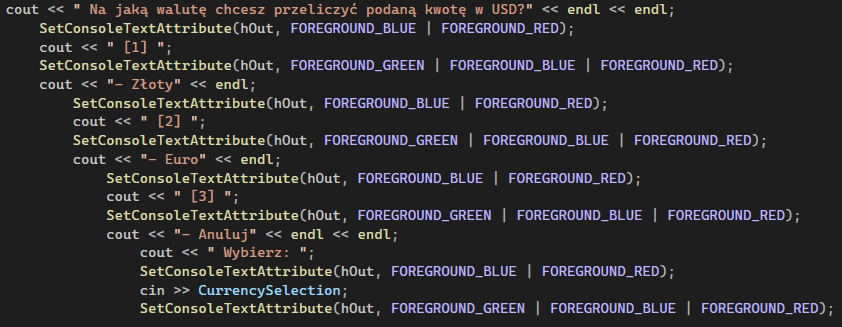 cout << " Na jaką walutę chcesz przeliczyć podaną kwotę w USD?" << endl << endl;
SetConsoleTextAttribute(hOut, FOREGROUND_BLUE | FOREGROUND_RED);
cout << " [1] ";
SetConsoleTextAttribute(hOut, FOREGROUND_GREEN | FOREGROUND_BLUE | FOREGROUND_RED);
cout << "- Złoty" << endl;
SetConsoleTextAttribute(hOut, FOREGROUND_BLUE | FOREGROUND_RED);
cout << " [2] ";
SetConsoleTextAttribute(hOut, FOREGROUND_GREEN | FOREGROUND_BLUE | FOREGROUND_RED);
cout << "- Euro" << endl;
SetConsoleTextAttribute(hOut, FOREGROUND_BLUE | FOREGROUND_RED);
cout << " [3] ";
SetConsoleTextAttribute(hOut, FOREGROUND_GREEN | FOREGROUND_BLUE | FOREGROUND_RED);
cout << "- Anuluj" << endl << endl;
cout << " Wybierz: ";
SetConsoleTextAttribute(hOut, FOREGROUND_BLUE | FOREGROUND_RED);
cin >> CurrencySelection;
SetConsoleTextAttribute(hOut, FOREGROUND_GREEN | FOREGROUND_BLUE | FOREGROUND_RED);